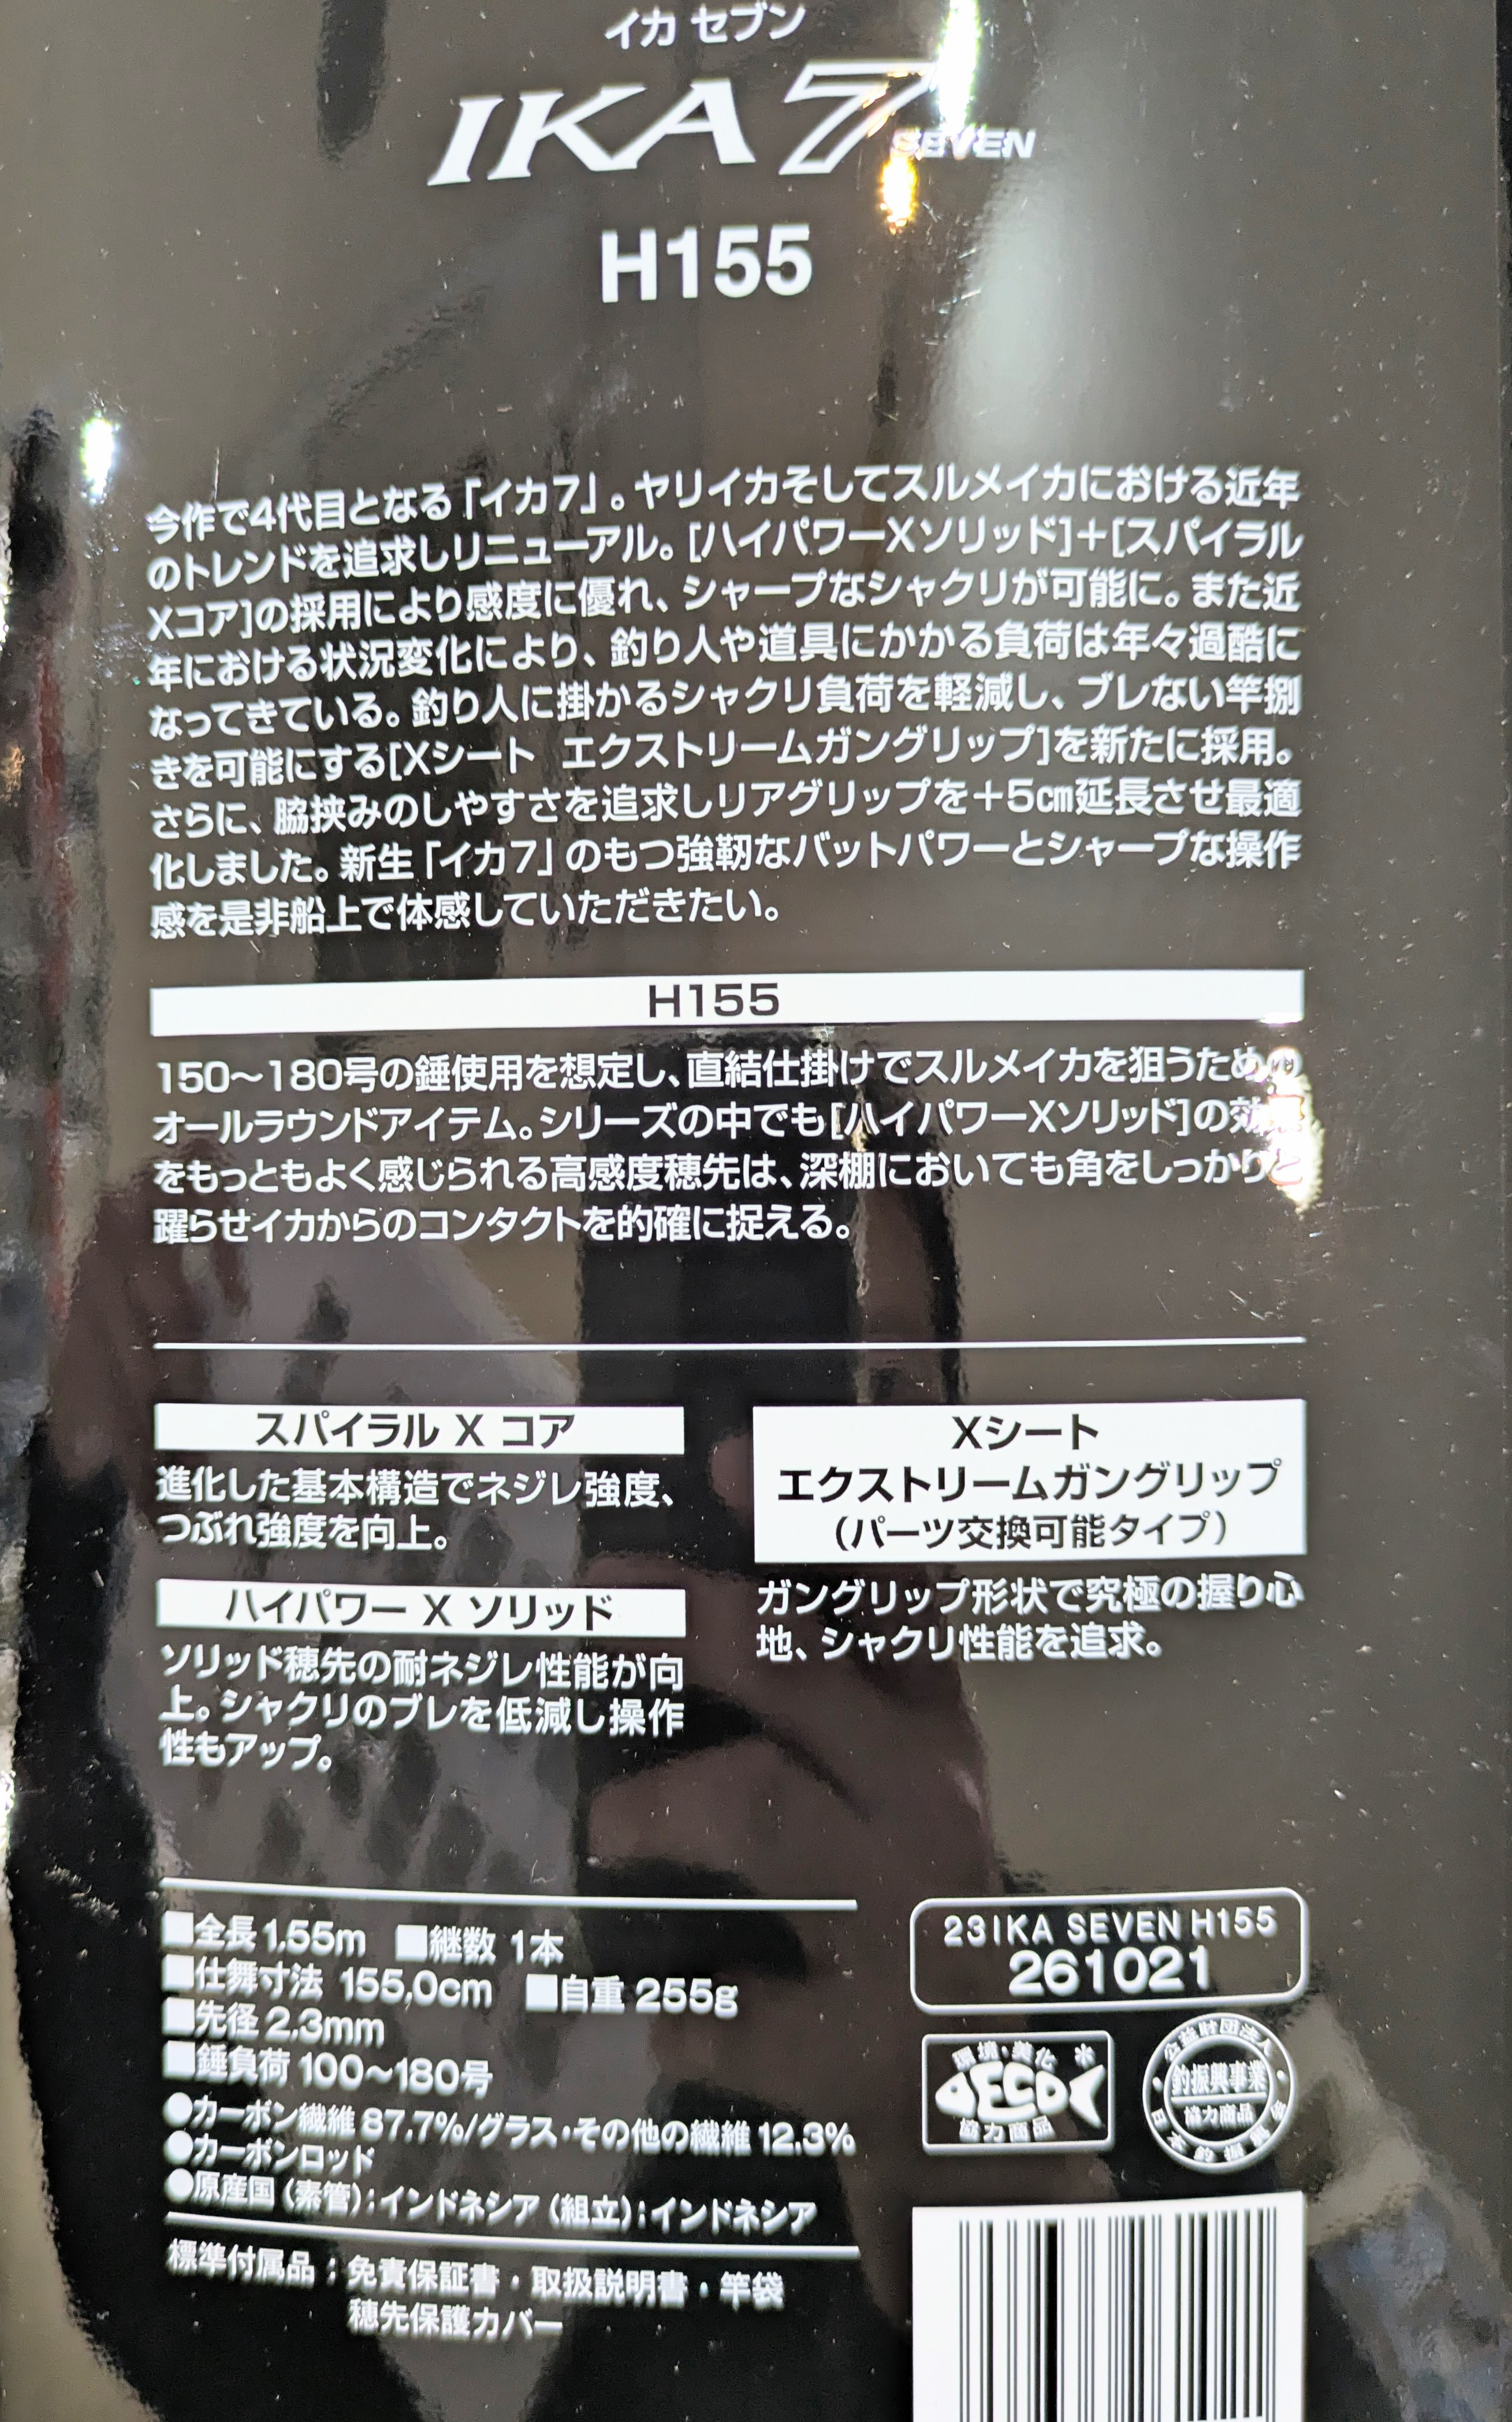 イカ セブン
IKA7
SEVEN
H155
今作で4代目となる「イカ7」。ヤリイカそしてスルメイカにおける近年
のトレンドを追求しリニューアル。[ハイパワーXソリッド]+[スパイラル
Xコア]の採用により感度に優れ、シャープなシャクリが可能に。また近
年における状況変化により、釣り人や道具にかかる負荷は年々過酷に
なってきている。釣り人に掛かるシャクリ負荷を軽減し、ブレない竿捌
きを可能にする[Xシート エクストリームガングリップ]を新たに採用。
さらに、脇挟みのしやすさを追求しリアグリップを+5cm延長させ最適
化しました。新生「イカ7」のもつ強靭なバットパワーとシャープな操作
感を是非船上で体感していただきたい。
H155
150〜180号の錘使用を想定し、直結仕掛けでスルメイカを狙うための
オールラウンドアイテム。シリーズの中でも[ハイパワーXソリッド]の効果
をもっともよく感じられる高感度穂先は、深棚においても角をしっかりと
躍らせイカからのコンタクトを的確に捉える。
スパイラル X コア
進化した基本構造でネジレ強度、
つぶれ強度を向上。
ハイパワー X ソリッド
ソリッド穂先の耐ネジレ性能が向
上。シャクリのブレを低減し操作
性もアップ。
Xシート
エクストリームガングリップ
(パーツ交換可能タイプ)
ガングリップ形状で究極の握り心
地、シャクリ性能を追求。
■全長 1.55m ■継数 1本
■仕舞寸法 155.0cm ■自重 255g
■先径 2.3mm
■錘負荷 100〜180号
●カーボン繊維 87.7%/グラス・その他の繊維 12.3%
●カーボンロッド
●原産国(素管):インドネシア(組立):インドネシア
標準付属品:免責保証書・取扱説明書・竿袋
穂先保護カバー
23IKA SEVEN H155
261021
環境・美化
ECO
協力商品
公益財団法人
釣振興事業
協力商品
日本釣振興会